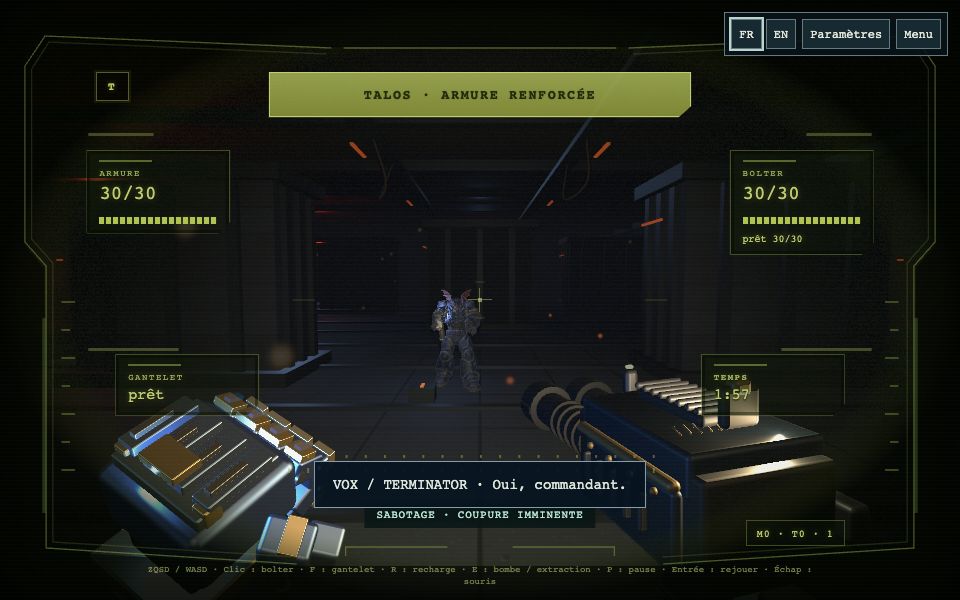 FR EN Paramètres Menu
T
TALOS · ARMURE RENFORCÉE
ARMURE
30/30
BOLTER
30/30
prêt 30/30
GANTELET
prêt
TEMPS
1:57
VOX / TERMINATOR · Oui, commandant.
SABOTAGE · COUPURE IMMINENTE
M0 · T0 · 1
ZQSD / WASD · Clic : bolter · F : gantelet · R : recharge · E : bombe / extraction · P : pause · Entrée : rejouer · Échap :
souris